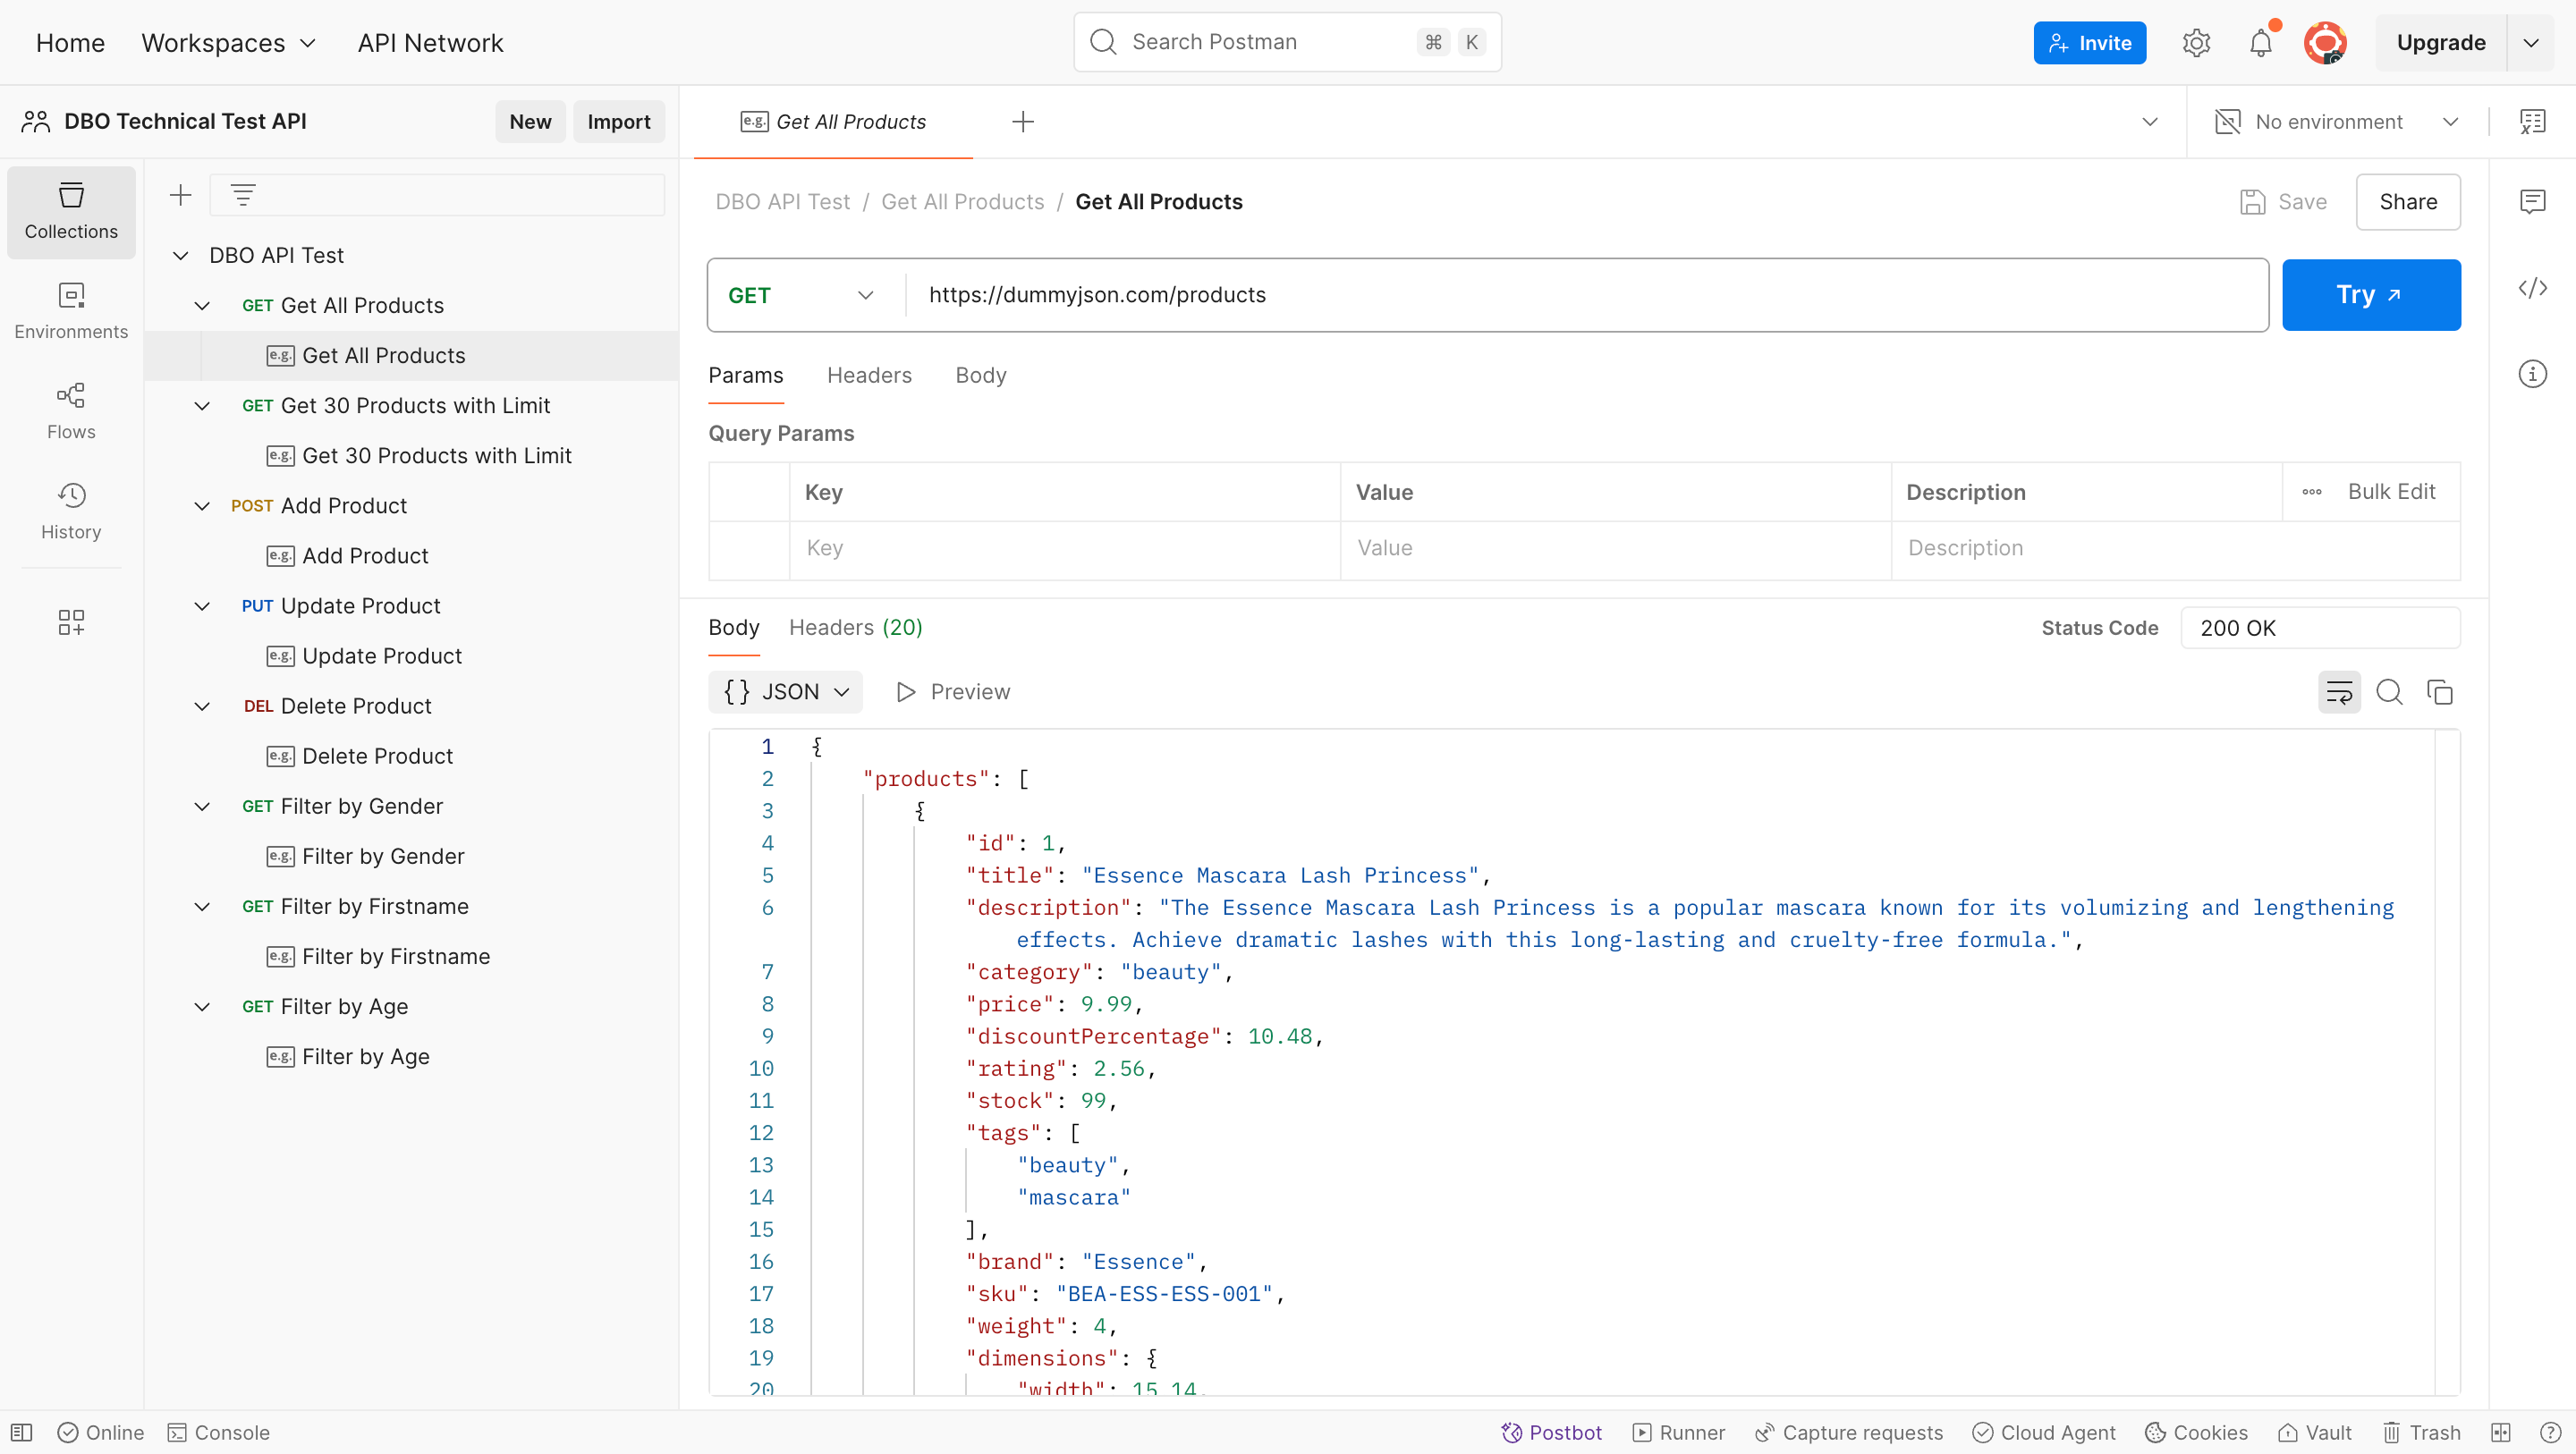 Home Workspaces API Network Search Postman ⌘ K Invite Upgrade
DBO Technical Test API New Import e.g. Get All Products No environment
Collections
Environments
Flows
History
DBO API Test
GET Get All Products
e.g. Get All Products
GET Get 30 Products with Limit
e.g. Get 30 Products with Limit
POST Add Product
e.g. Add Product
PUT Update Product
e.g. Update Product
DEL Delete Product
e.g. Delete Product
GET Filter by Gender
e.g. Filter by Gender
GET Filter by Firstname
e.g. Filter by Firstname
GET Filter by Age
e.g. Filter by Age
DBO API Test / Get All Products / Get All Products Save Share
GET https://dummyjson.com/products Try
Params Headers Body
Query Params
Key Value Description Bulk Edit
Key Value Description
Body Headers (20) Status Code 200 OK
{} JSON Preview
1 {
2 "products": [
3 {
4 "id": 1,
5 "title": "Essence Mascara Lash Princess",
6 "description": "The Essence Mascara Lash Princess is a popular mascara known for its volumizing and lengthening
effects. Achieve dramatic lashes with this long-lasting and cruelty-free formula.",
7 "category": "beauty",
8 "price": 9.99,
9 "discountPercentage": 10.48,
10 "rating": 2.56,
11 "stock": 99,
12 "tags": [
13 "beauty",
14 "mascara"
15 ],
16 "brand": "Essence",
17 "sku": "BEA-ESS-ESS-001",
18 "weight": 4,
19 "dimensions": {
20 "width": 15.14,
Online Console Postbot Runner Capture requests Cloud Agent Cookies Vault Trash